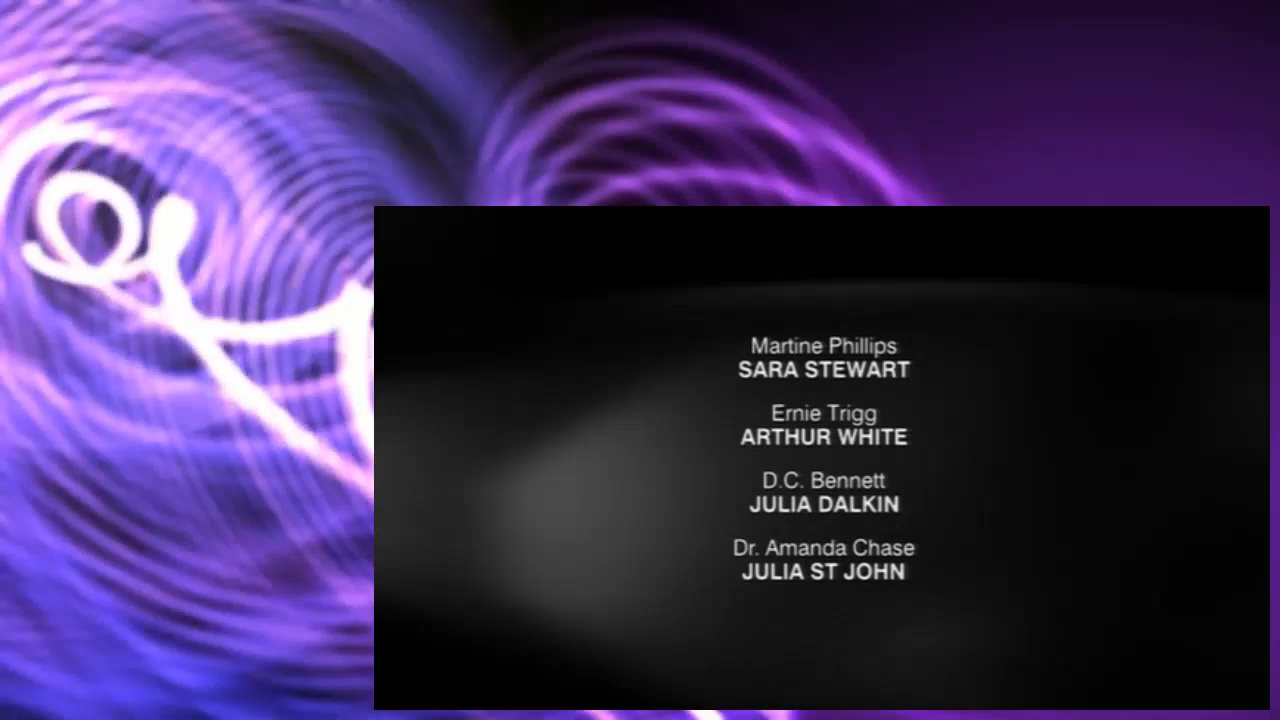 Martine Phillips
SARA STEWART
Ernie Trigg
ARTHUR WHITE
D.C. Bennett
JULIA DALKIN
Dr. Amanda Chase
JULIA ST JOHN